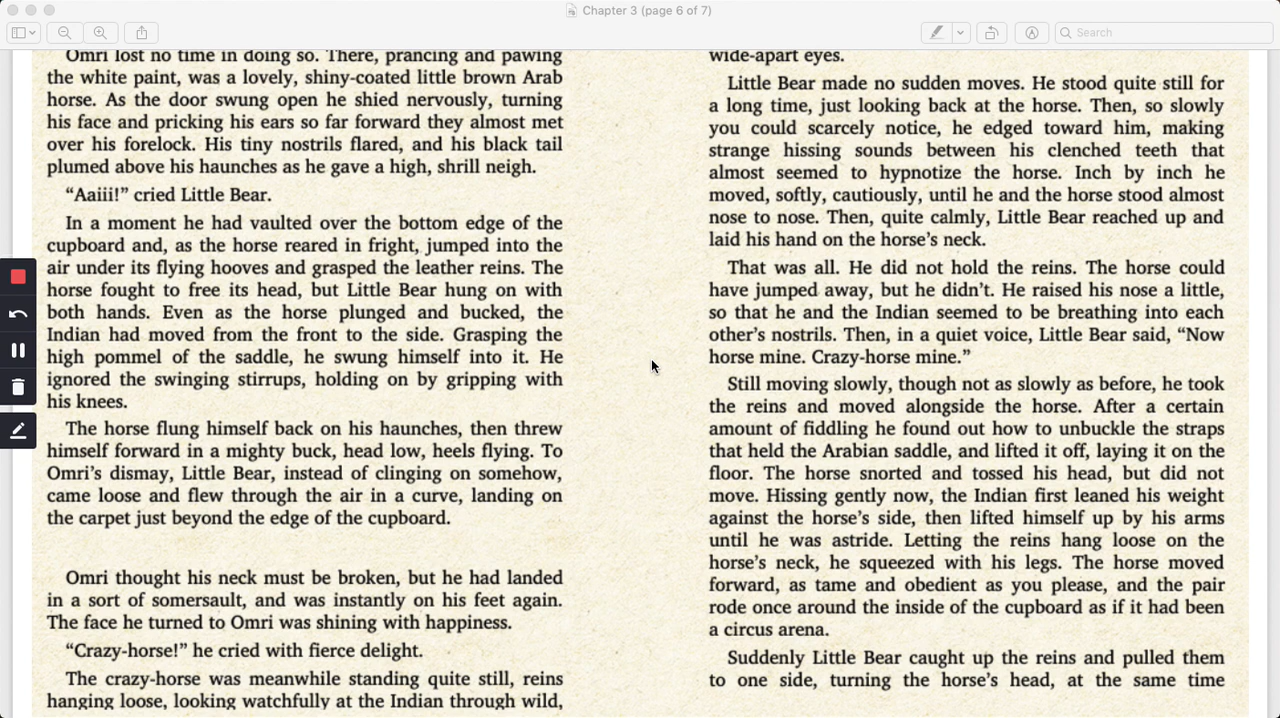 Chapter 3 (page 6 of 7)
Search
Omri lost no time in doing so. There, prancing and pawing
the white paint, was a lovely, shiny-coated little brown Arab
horse. As the door swung open he shied nervously, turning
his face and pricking his ears so far forward they almost met
over his forelock. His tiny nostrils flared, and his black tail
plumed above his haunches as he gave a high, shrill neigh.
“Aaiii!” cried Little Bear.
In a moment he had vaulted over the bottom edge of the
cupboard and, as the horse reared in fright, jumped into the
air under its flying hooves and grasped the leather reins. The
horse fought to free its head, but Little Bear hung on with
both hands. Even as the horse plunged and bucked, the
Indian had moved from the front to the side. Grasping the
high pommel of the saddle, he swung himself into it. He
ignored the swinging stirrups, holding on by gripping with
his knees.
The horse flung himself back on his haunches, then threw
himself forward in a mighty buck, head low, heels flying. To
Omri’s dismay, Little Bear, instead of clinging on somehow,
came loose and flew through the air in a curve, landing on
the carpet just beyond the edge of the cupboard.
Omri thought his neck must be broken, but he had landed
in a sort of somersault, and was instantly on his feet again.
The face he turned to Omri was shining with happiness.
“Crazy-horse!” he cried with fierce delight.
The crazy-horse was meanwhile standing quite still, reins
hanging loose, looking watchfully at the Indian through wild,
wide-apart eyes.
Little Bear made no sudden moves. He stood quite still for
a long time, just looking back at the horse. Then, so slowly
you could scarcely notice, he edged toward him, making
strange hissing sounds between his clenched teeth that
almost seemed to hypnotize the horse. Inch by inch he
moved, softly, cautiously, until he and the horse stood almost
nose to nose. Then, quite calmly, Little Bear reached up and
laid his hand on the horse’s neck.
That was all. He did not hold the reins. The horse could
have jumped away, but he didn’t. He raised his nose a little,
so that he and the Indian seemed to be breathing into each
other’s nostrils. Then, in a quiet voice, Little Bear said, “Now
horse mine. Crazy-horse mine.”
Still moving slowly, though not as slowly as before, he took
the reins and moved alongside the horse. After a certain
amount of fiddling he found out how to unbuckle the straps
that held the Arabian saddle, and lifted it off, laying it on the
floor. The horse snorted and tossed his head, but did not
move. Hissing gently now, the Indian first leaned his weight
against the horse’s side, then lifted himself up by his arms
until he was astride. Letting the reins hang loose on the
horse’s neck, he squeezed with his legs. The horse moved
forward, as tame and obedient as you please, and the pair
rode once around the inside of the cupboard as if it had been
a circus arena.
Suddenly Little Bear caught up the reins and pulled them
to one side, turning the horse’s head, at the same time